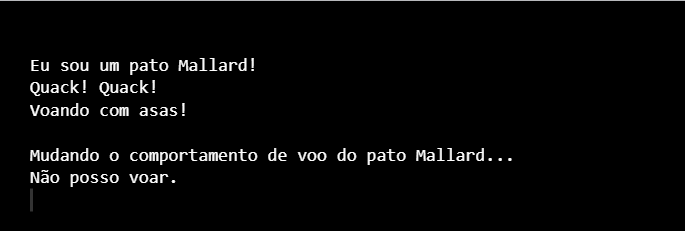 Eu sou um pato Mallard!
Quack! Quack!
Voando com asas!
Mudando o comportamento de voo do pato Mallard...
Não posso voar.